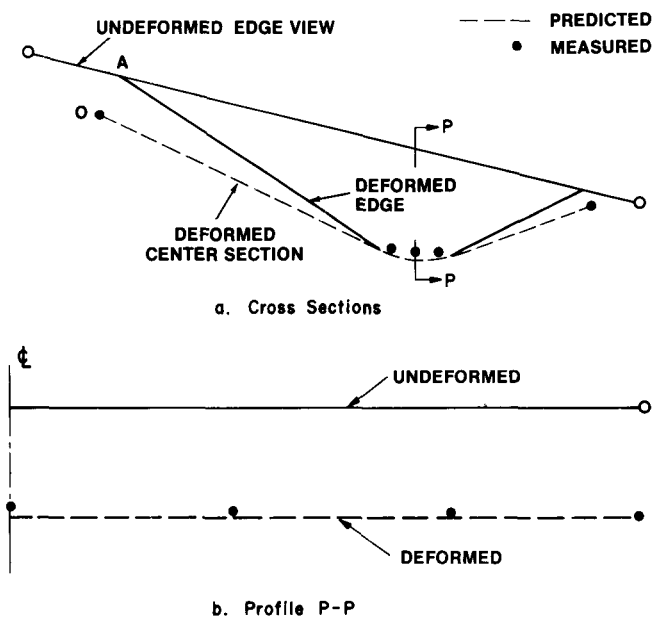 UNDEFORMED EDGE VIEW
PREDICTED
MEASURED
A
O
P
DEFORMED
EDGE
DEFORMED
CENTER SECTION
P
a. Cross Sections
℄
UNDEFORMED
DEFORMED
b. Profile P-P